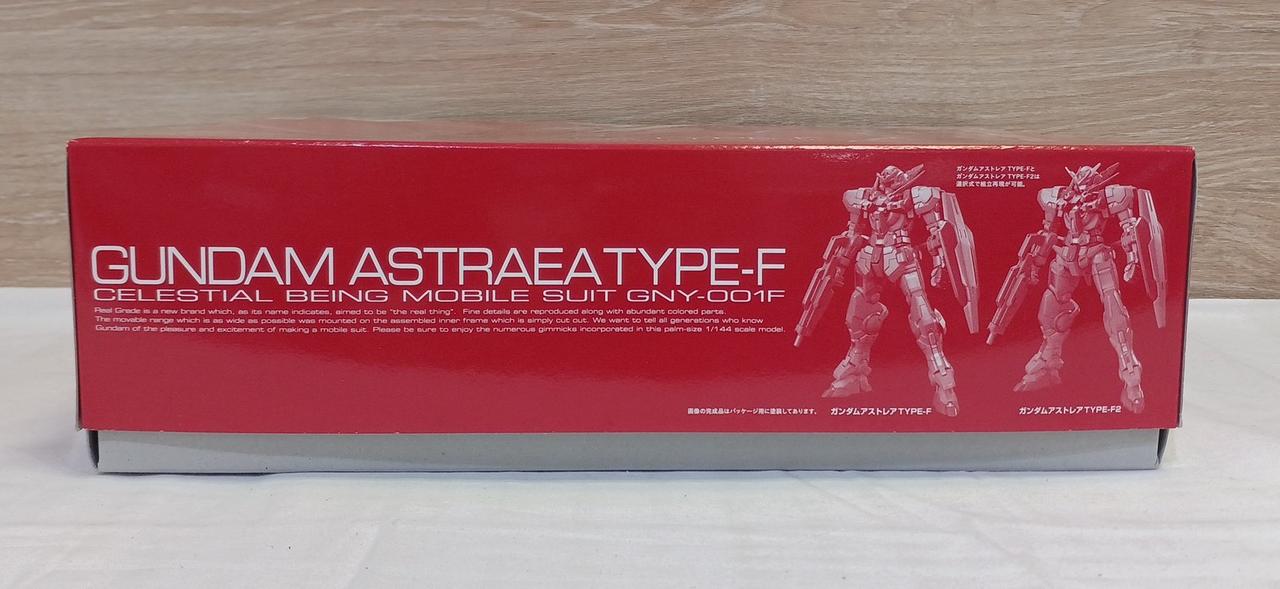 GUNDAM ASTRAEA TYPE-F
CELESTIAL BEING MOBILE SUIT GNY-001F
Real Grade is a new brand which, as its name indicates, aimed to be "the real thing". Fine details are reproduced along with abundant colored parts.
The movable range which is as wide as possible was mounted on the assembled inner frame which is simply cut out. We want to tell all generations who know
Gundam of the pleasure and excitement of making a mobile suit. Please be sure to enjoy the numerous gimmicks incorporated in this palm-size 1/144 scale model.
ガンダムアストレア TYPE-Fと
ガンダムアストレア TYPE-F2は
選択式で組立再現が可能。
画像の完成品はパッケージ用に塗装してあります。
ガンダムアストレアTYPE-F
ガンダムアストレアTYPE-F2